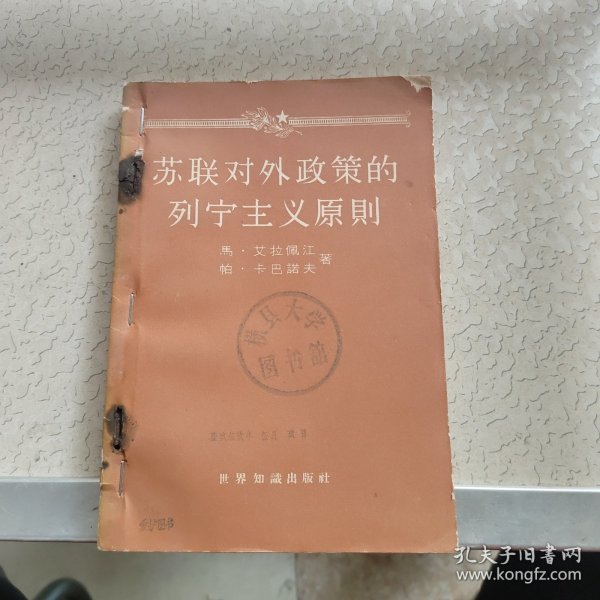 苏联对外政策的
列宁主义原則
馬·艾拉佩江
帕·卡巴諾夫
著
世界知識出版社
孔夫子旧书网
www.kongfz.com